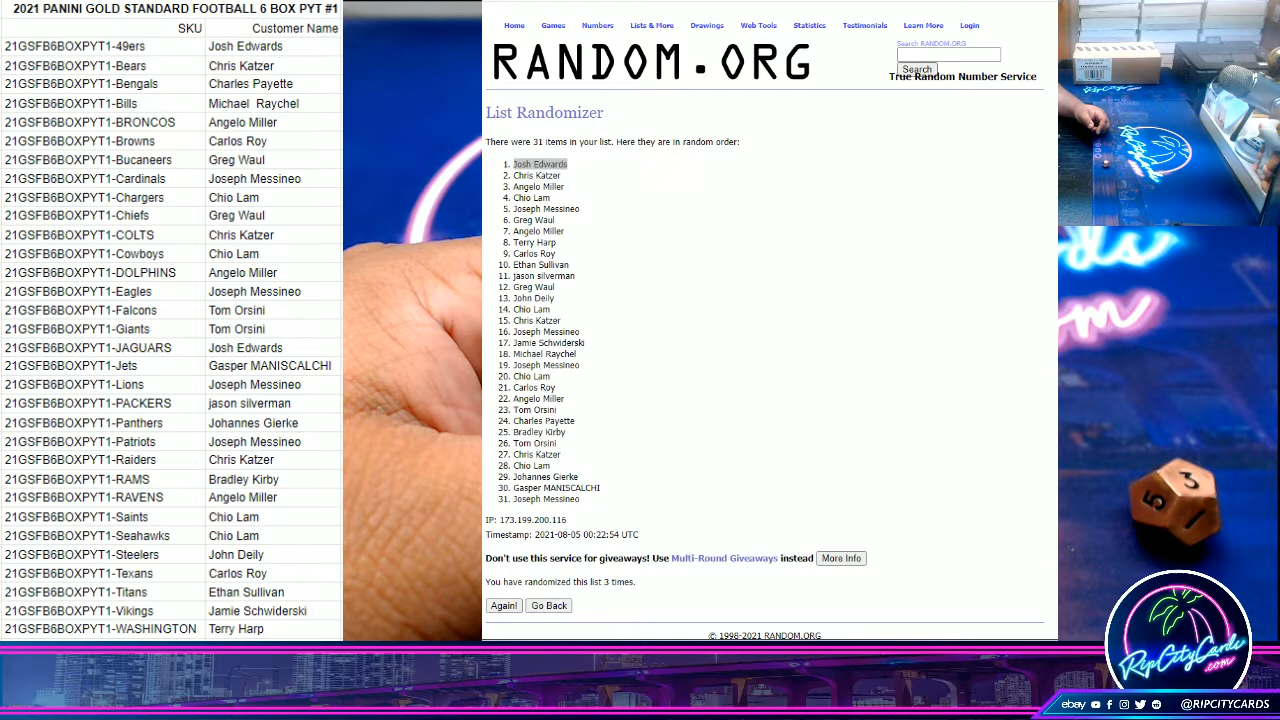 2021 PANINI GOLD STANDARD FOOTBALL 6 BOX PYT #1
SKU Customer Name
21GSFB6BOXPYT1-49ers Josh Edwards
21GSFB6BOXPYT1-Bears Chris Katzer
21GSFB6BOXPYT1-Bengals Charles Payette
21GSFB6BOXPYT1-Bills Michael Raychel
21GSFB6BOXPYT1-BRONCOS Angelo Miller
21GSFB6BOXPYT1-Browns Carlos Roy
21GSFB6BOXPYT1-Bucaneers Greg Waul
21GSFB6BOXPYT1-Cardinals Joseph Messineo
21GSFB6BOXPYT1-Chargers Chio Lam
21GSFB6BOXPYT1-Chiefs Greg Waul
21GSFB6BOXPYT1-COLTS Chris Katzer
21GSFB6BOXPYT1-Cowboys Chio Lam
21GSFB6BOXPYT1-DOLPHINS Angelo Miller
21GSFB6BOXPYT1-Eagles Joseph Messineo
21GSFB6BOXPYT1-Falcons Tom Orsini
21GSFB6BOXPYT1-Giants Tom Orsini
21GSFB6BOXPYT1-JAGUARS Josh Edwards
21GSFB6BOXPYT1-Jets Gasper MANISCALCHI
21GSFB6BOXPYT1-Lions Joseph Messineo
21GSFB6BOXPYT1-PACKERS jason silverman
21GSFB6BOXPYT1-Panthers Johannes Gierke
21GSFB6BOXPYT1-Patriots Joseph Messineo
21GSFB6BOXPYT1-Raiders Chris Katzer
21GSFB6BOXPYT1-RAMS Bradley Kirby
21GSFB6BOXPYT1-RAVENS Angelo Miller
21GSFB6BOXPYT1-Saints Chio Lam
21GSFB6BOXPYT1-Seahawks Chio Lam
21GSFB6BOXPYT1-Steelers John Deily
21GSFB6BOXPYT1-Texans Carlos Roy
21GSFB6BOXPYT1-Titans Ethan Sullivan
21GSFB6BOXPYT1-Vikings Jamie Schwiderski
21GSFB6BOXPYT1-WASHINGTON Terry Harp
Home Games Numbers Lists & More Drawings Web Tools Statistics Testimonials Learn More Login
RANDOM.ORG
Search RANDOM.ORG
Search
True Random Number Service
List Randomizer
There were 31 items in your list. Here they are in random order:
1. Josh Edwards
2. Chris Katzer
3. Angelo Miller
4. Chio Lam
5. Joseph Messineo
6. Greg Waul
7. Angelo Miller
8. Terry Harp
9. Carlos Roy
10. Ethan Sullivan
11. jason silverman
12. Greg Waul
13. John Deily
14. Chio Lam
15. Chris Katzer
16. Joseph Messineo
17. Jamie Schwiderski
18. Michael Raychel
19. Joseph Messineo
20. Chio Lam
21. Carlos Roy
22. Angelo Miller
23. Tom Orsini
24. Charles Payette
25. Bradley Kirby
26. Tom Orsini
27. Chris Katzer
28. Chio Lam
29. Johannes Gierke
30. Gasper MANISCALCHI
31. Joseph Messineo
IP: 173.199.200.116
Timestamp: 2021-08-05 00:22:54 UTC
Don't use this service for giveaways! Use Multi-Round Giveaways instead More Info
You have randomized this list 3 times.
Again! Go Back
© 1998-2021 RANDOM.ORG
5 3 1
RipCityCards
.com
ebay @RIPCITYCARDS